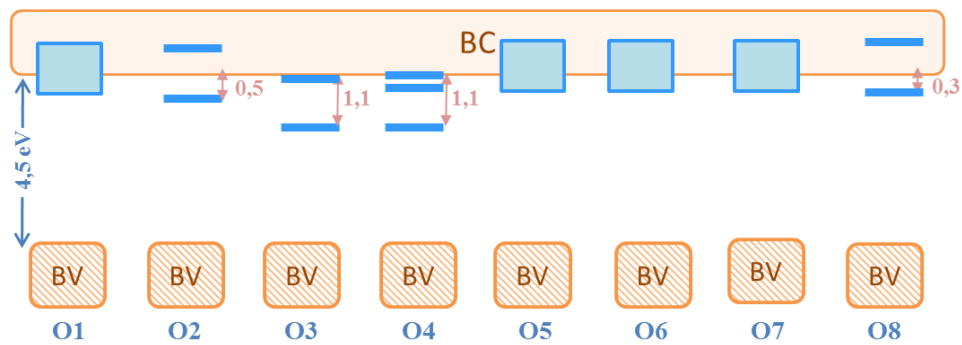 BC
0,5
1,1
1,1
0,3
4,5 eV
BV BV BV BV BV BV BV BV
O1 O2 O3 O4 O5 O6 O7 O8